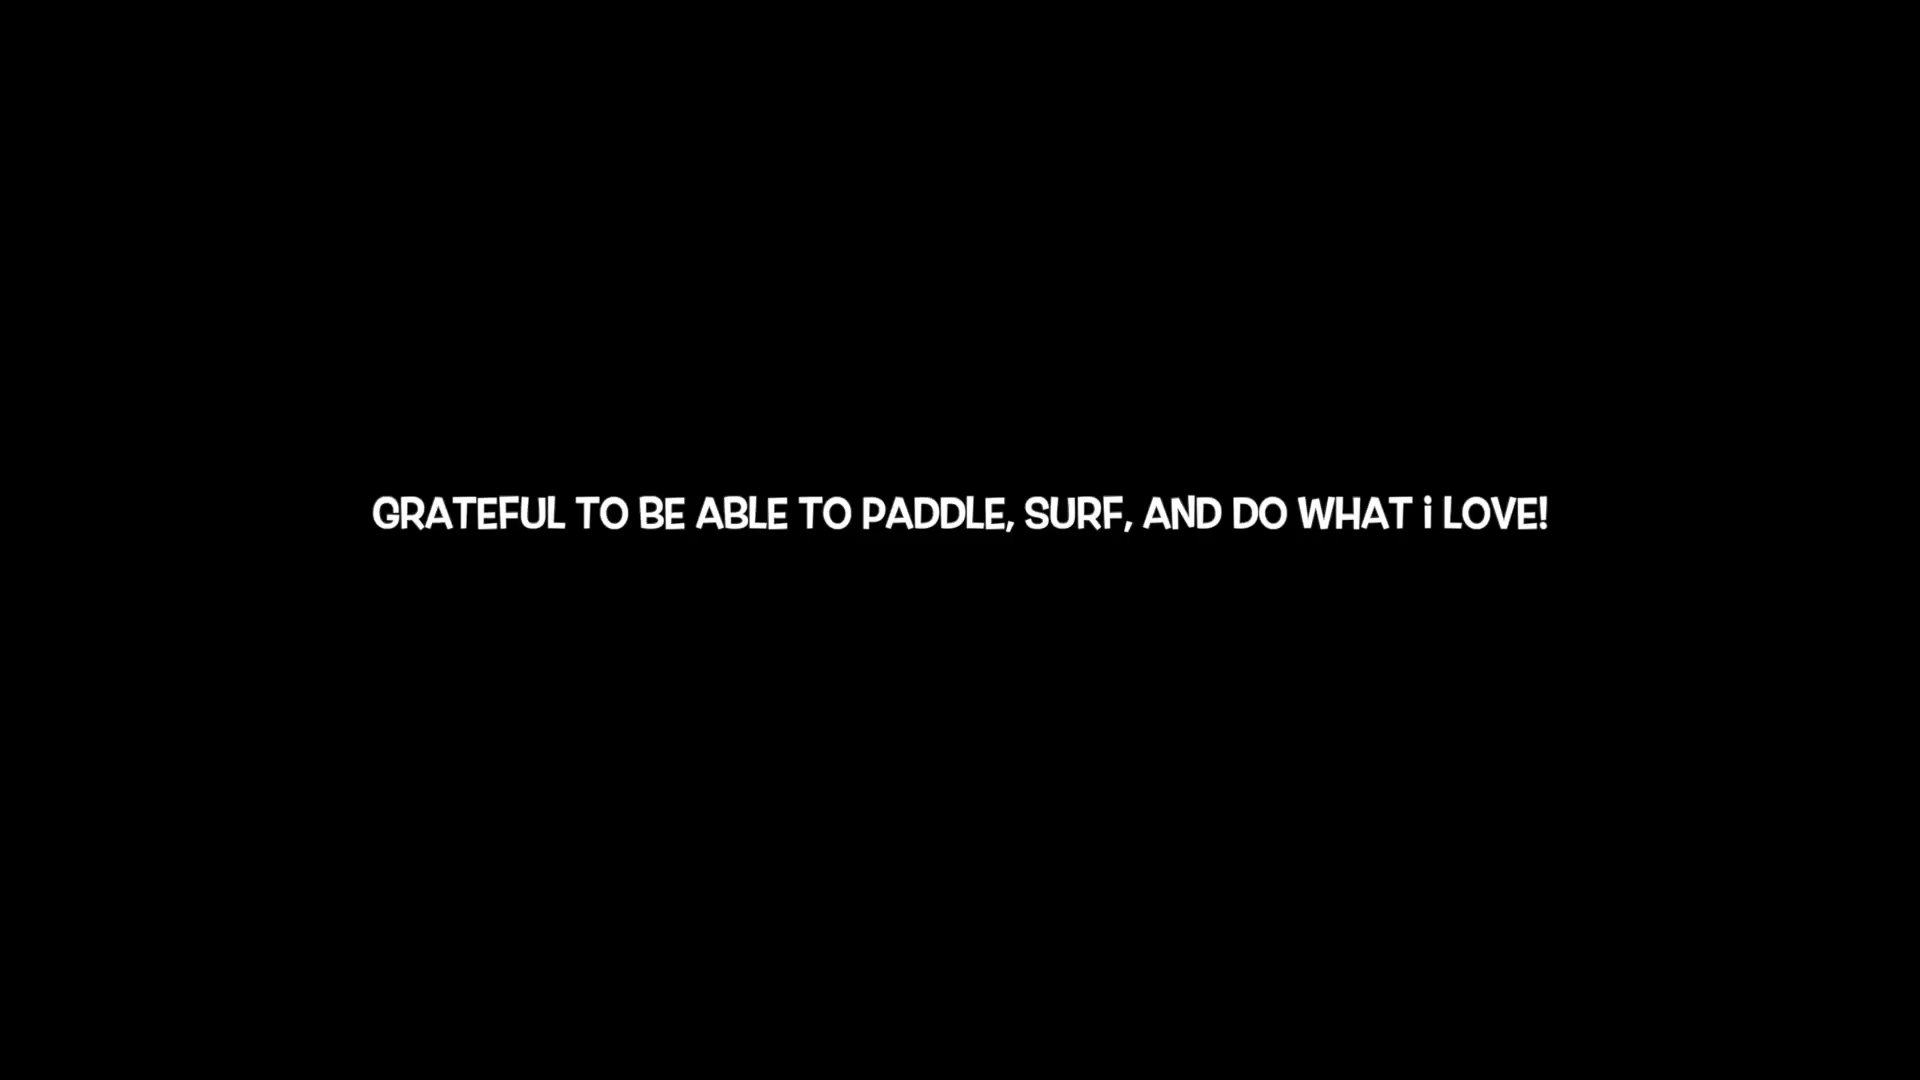 GRATEFUL TO BE ABLE TO PADDLE, SURF, AND DO WHAT i LOVE!